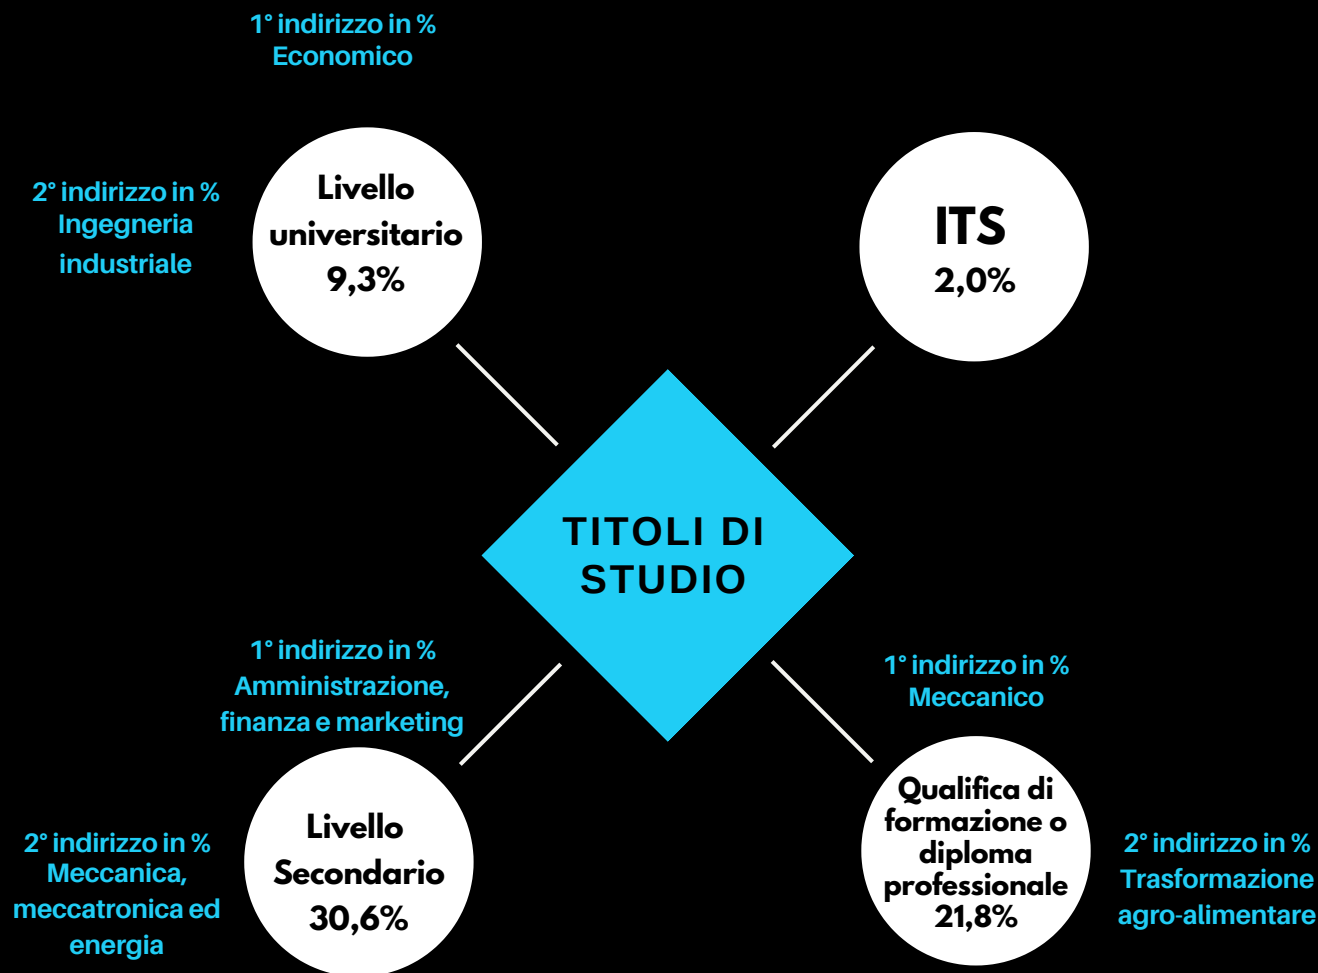 1° indirizzo in %
Economico
2° indirizzo in %
Ingegneria
industriale
Livello
universitario
9,3%
ITS
2,0%
TITOLI DI
STUDIO
1° indirizzo in %
Amministrazione,
finanza e marketing
2° indirizzo in %
Meccanica,
meccatronica ed
energia
Livello
Secondario
30,6%
1° indirizzo in %
Meccanico
Qualifica di
formazione o
diploma
professionale
21,8%
2° indirizzo in %
Trasformazione
agro-alimentare